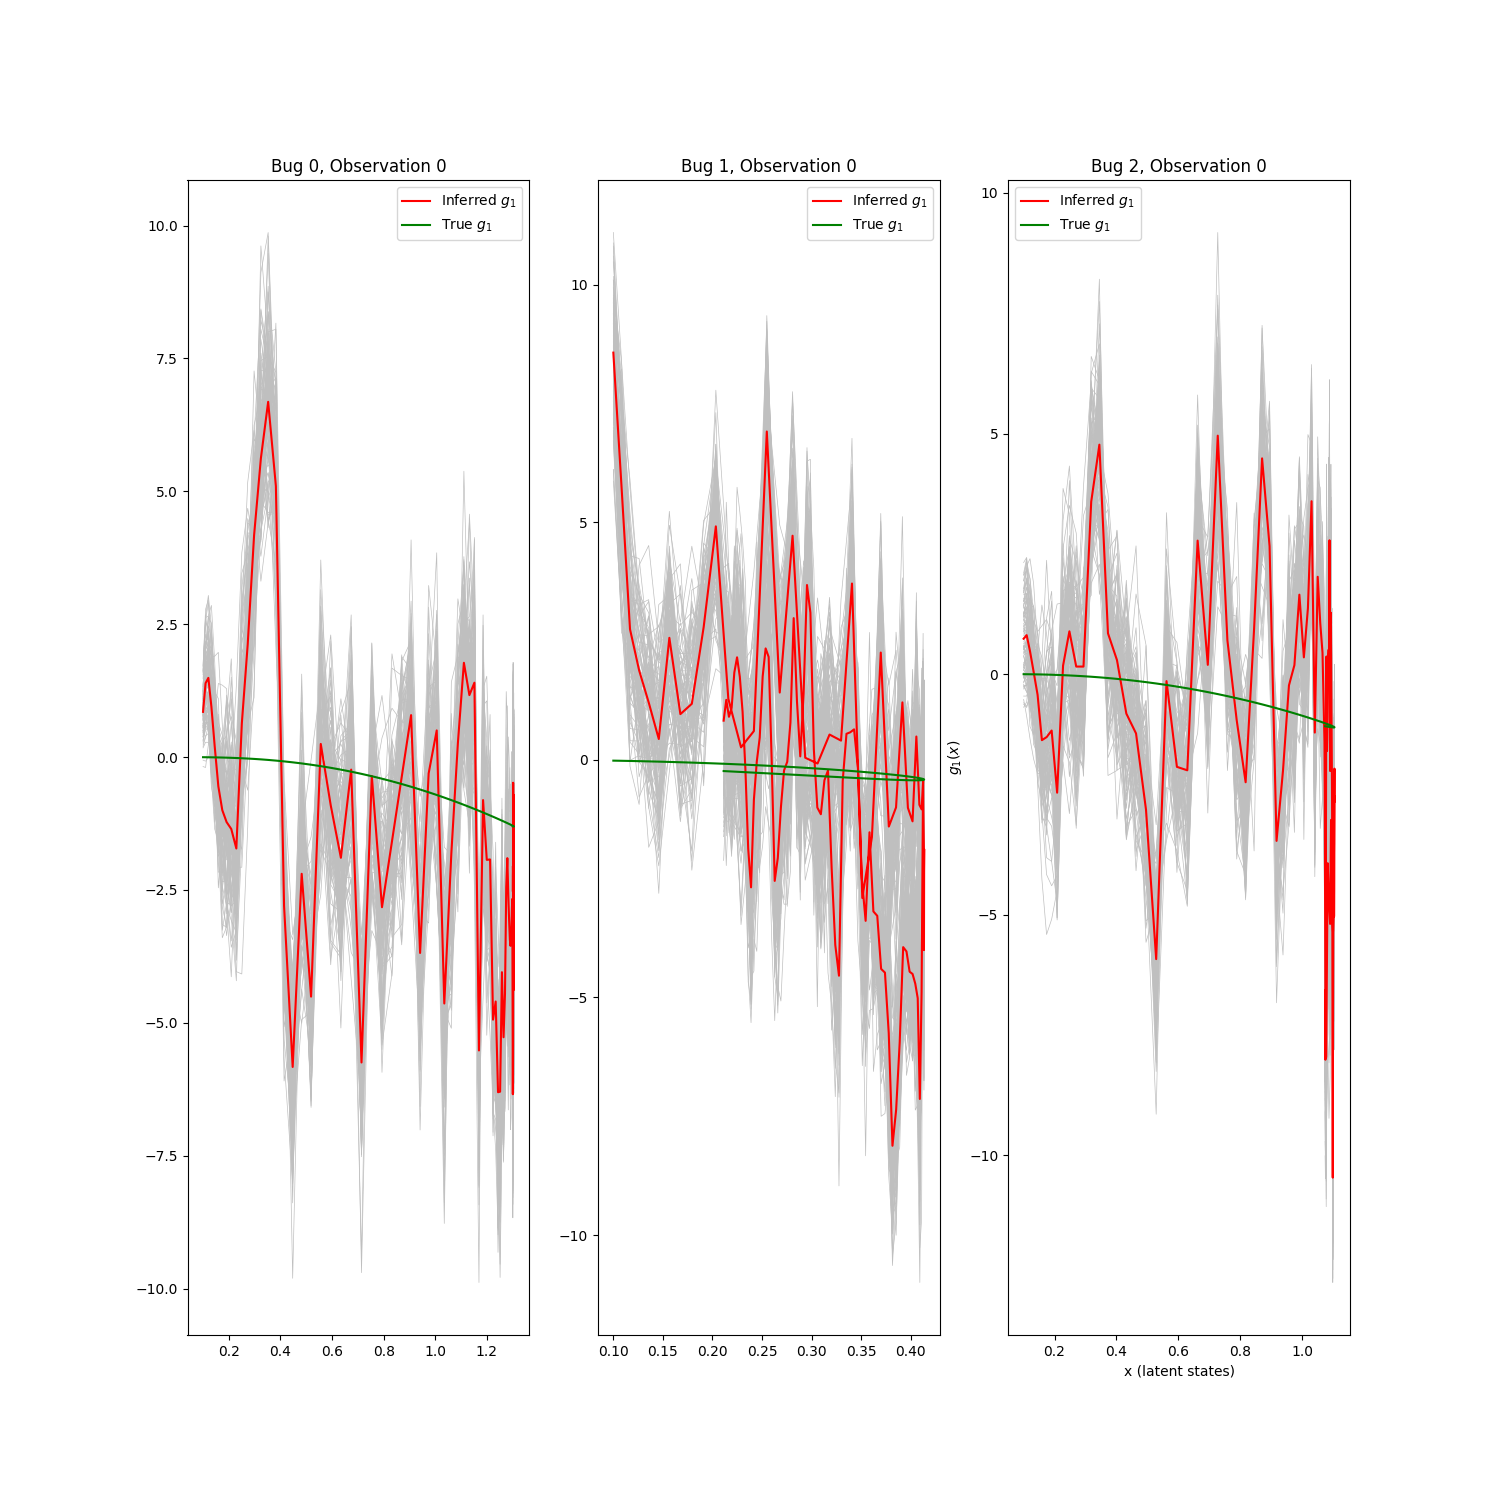 Bug 0, Observation 0
Inferred g₁
True g₁
10.0
7.5
5.0
2.5
0.0
−2.5
−5.0
−7.5
−10.0
0.2 0.4 0.6 0.8 1.0 1.2
Bug 1, Observation 0
Inferred g₁
True g₁
10
5
0
−5
−10
0.10 0.15 0.20 0.25 0.30 0.35 0.40
Bug 2, Observation 0
Inferred g₁
True g₁
g₁(x)
10
5
0
−5
−10
0.2 0.4 0.6 0.8 1.0
x (latent states)